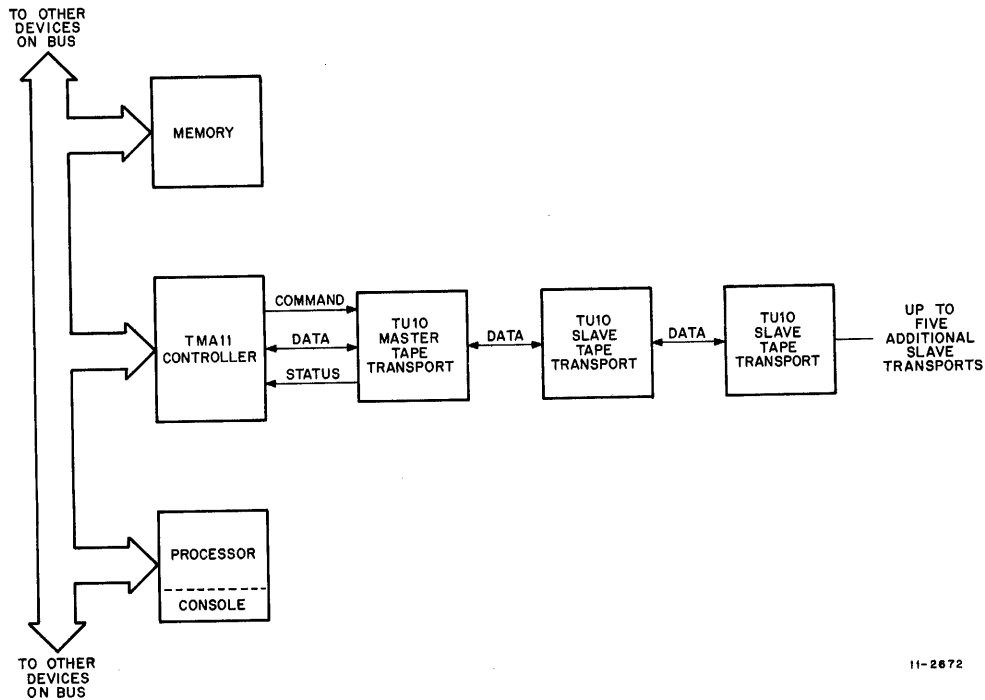 TO OTHER
DEVICES
ON BUS
MEMORY
TMA11
CONTROLLER
COMMAND
DATA
STATUS
TU10
MASTER
TAPE
TRANSPORT
DATA
TU10
SLAVE
TAPE
TRANSPORT
DATA
TU10
SLAVE
TAPE
TRANSPORT
UP TO
FIVE
ADDITIONAL
SLAVE
TRANSPORTS
PROCESSOR
CONSOLE
TO OTHER
DEVICES
ON BUS
11-2672